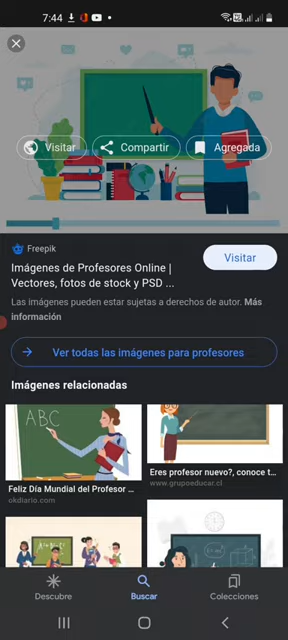 7:44
Visitar
Compartir
Agregada
Freepik
Visitar
Imágenes de Profesores Online |
Vectores, fotos de stock y PSD ...
Las imágenes pueden estar sujetas a derechos de autor. Más
información
Ver todas las imágenes para profesores
Imágenes relacionadas
ABC
Feliz Día Mundial del Profesor ...
okdiario.com
Eres profesor nuevo?, conoce t...
www.grupoeducar.cl
Descubre
Buscar
Colecciones